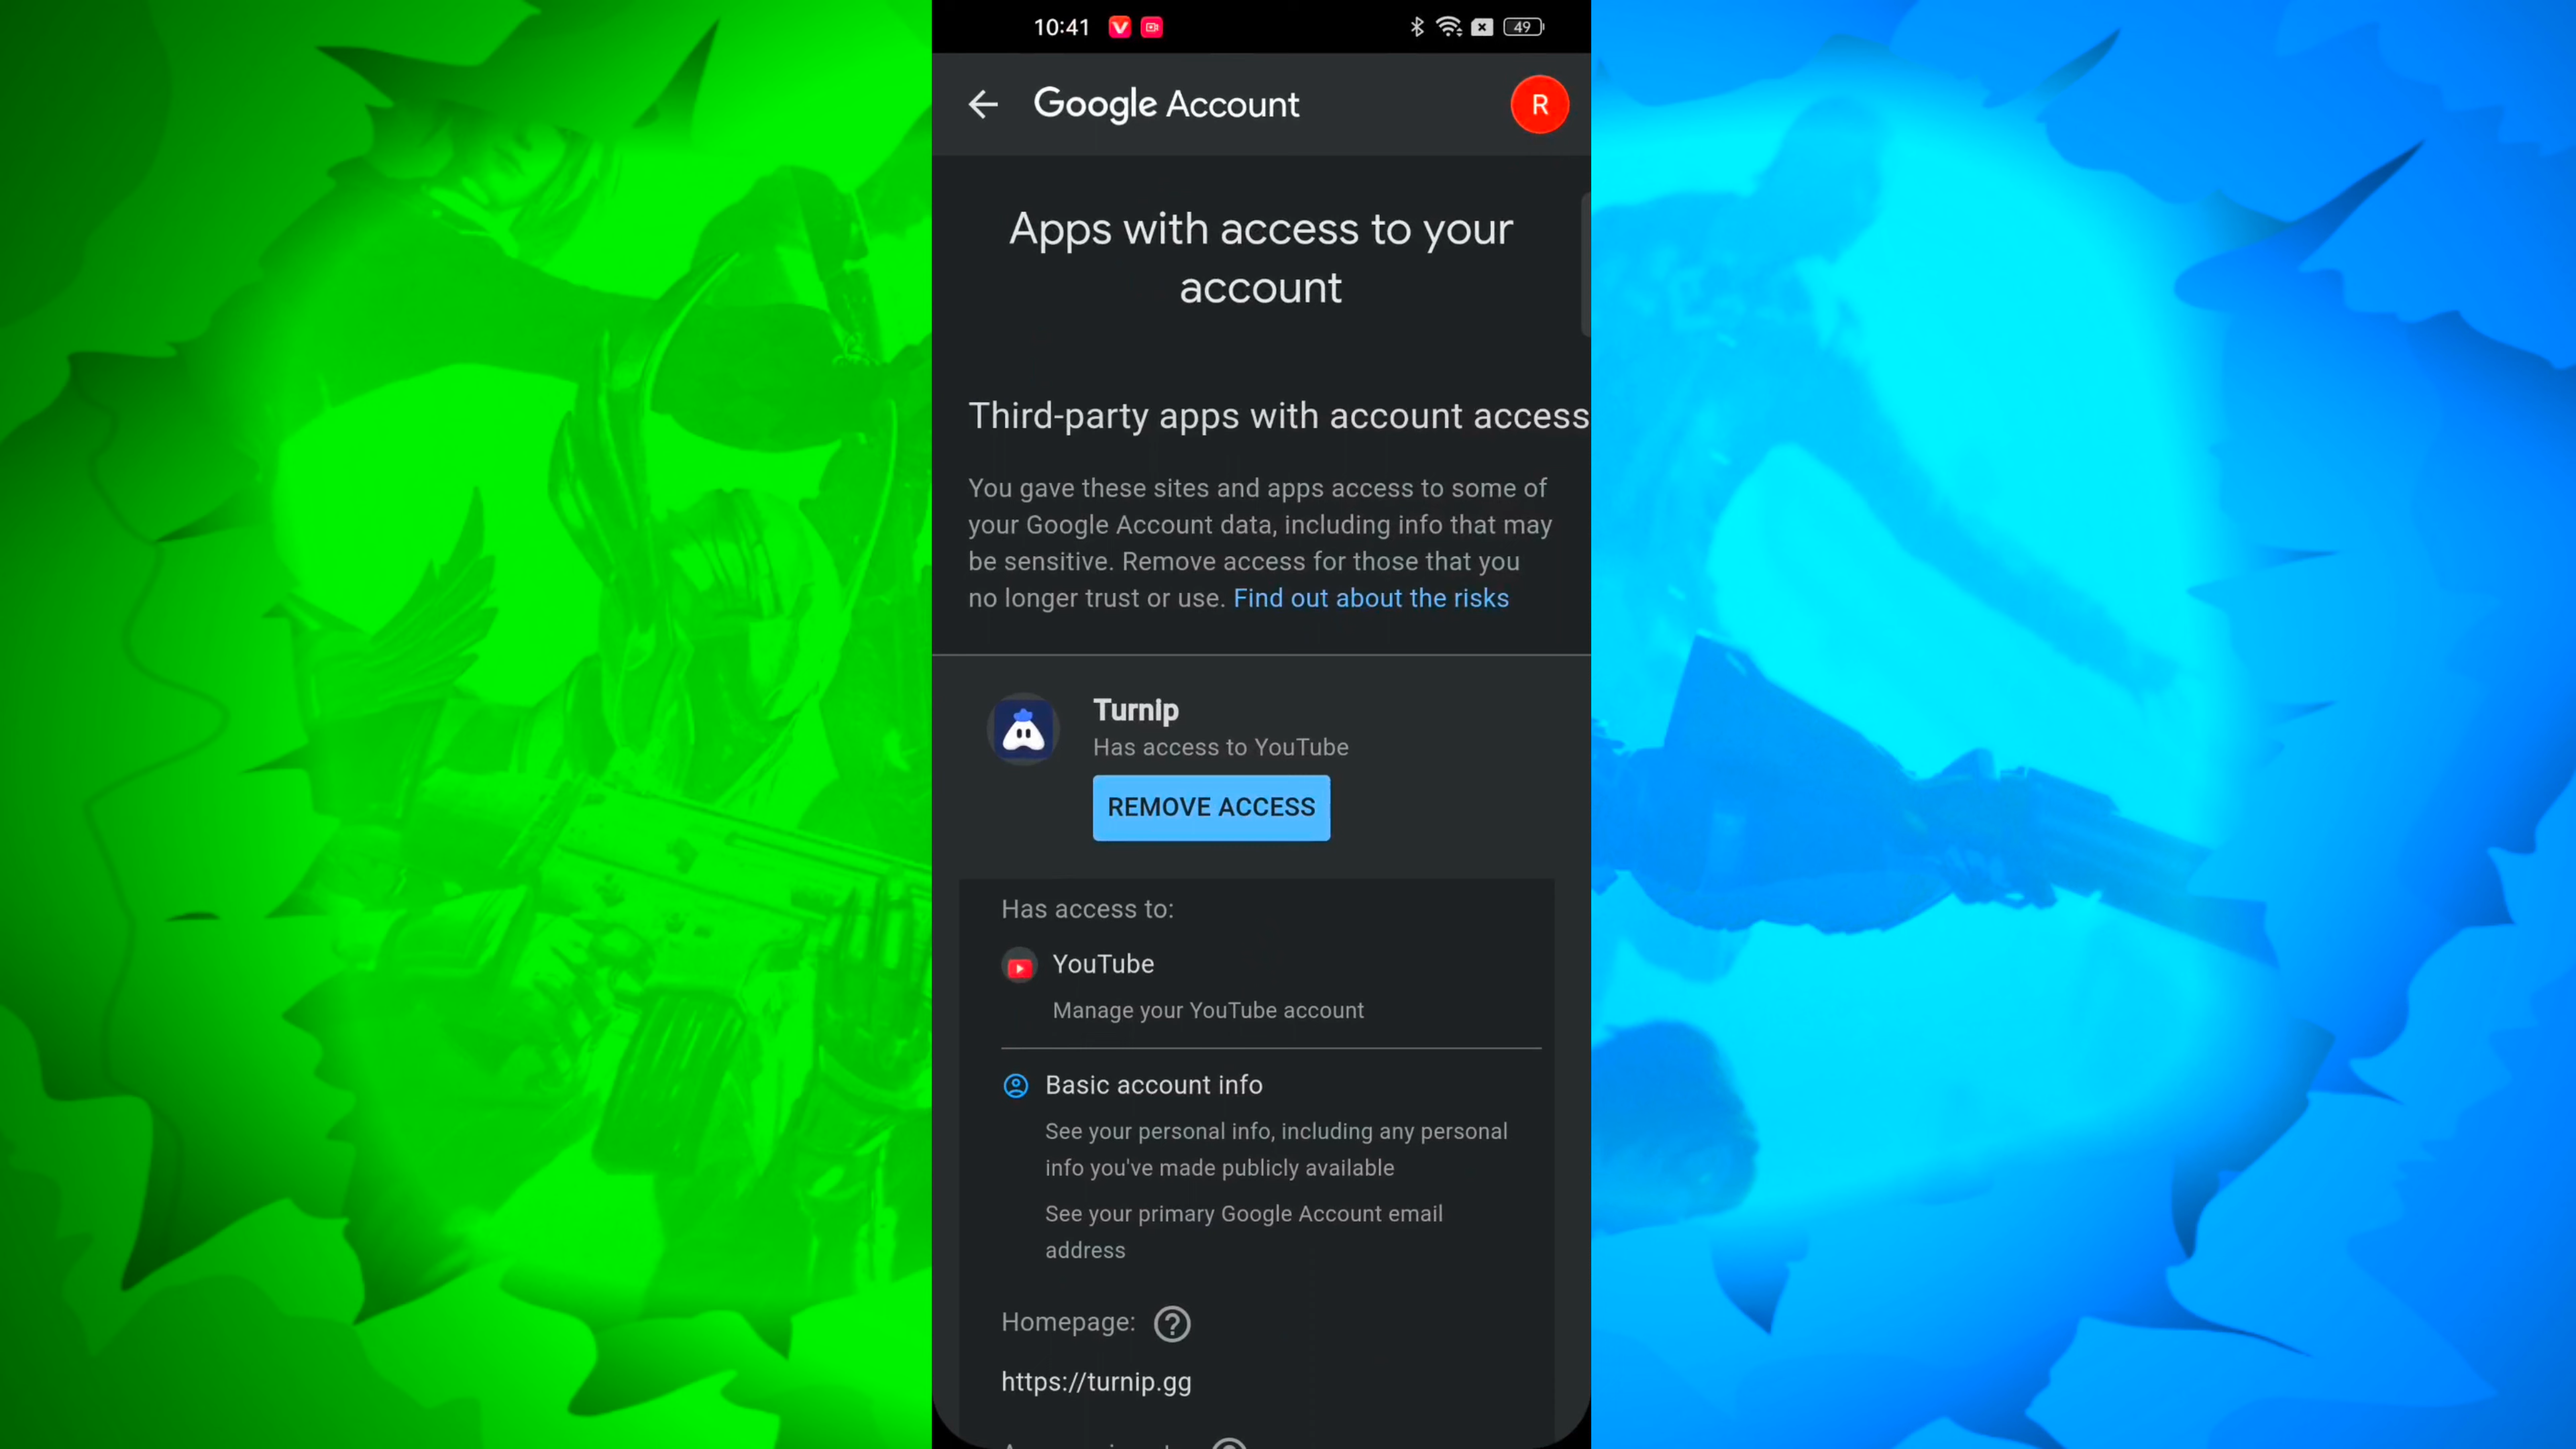 10:41
49
Google Account
R
Apps with access to your
account
Third-party apps with account access
You gave these sites and apps access to some of
your Google Account data, including info that may
be sensitive. Remove access for those that you
no longer trust or use. Find out about the risks
Turnip
Has access to YouTube
REMOVE ACCESS
Has access to:
YouTube
Manage your YouTube account
Basic account info
See your personal info, including any personal
info you've made publicly available
See your primary Google Account email
address
Homepage:
https://turnip.gg